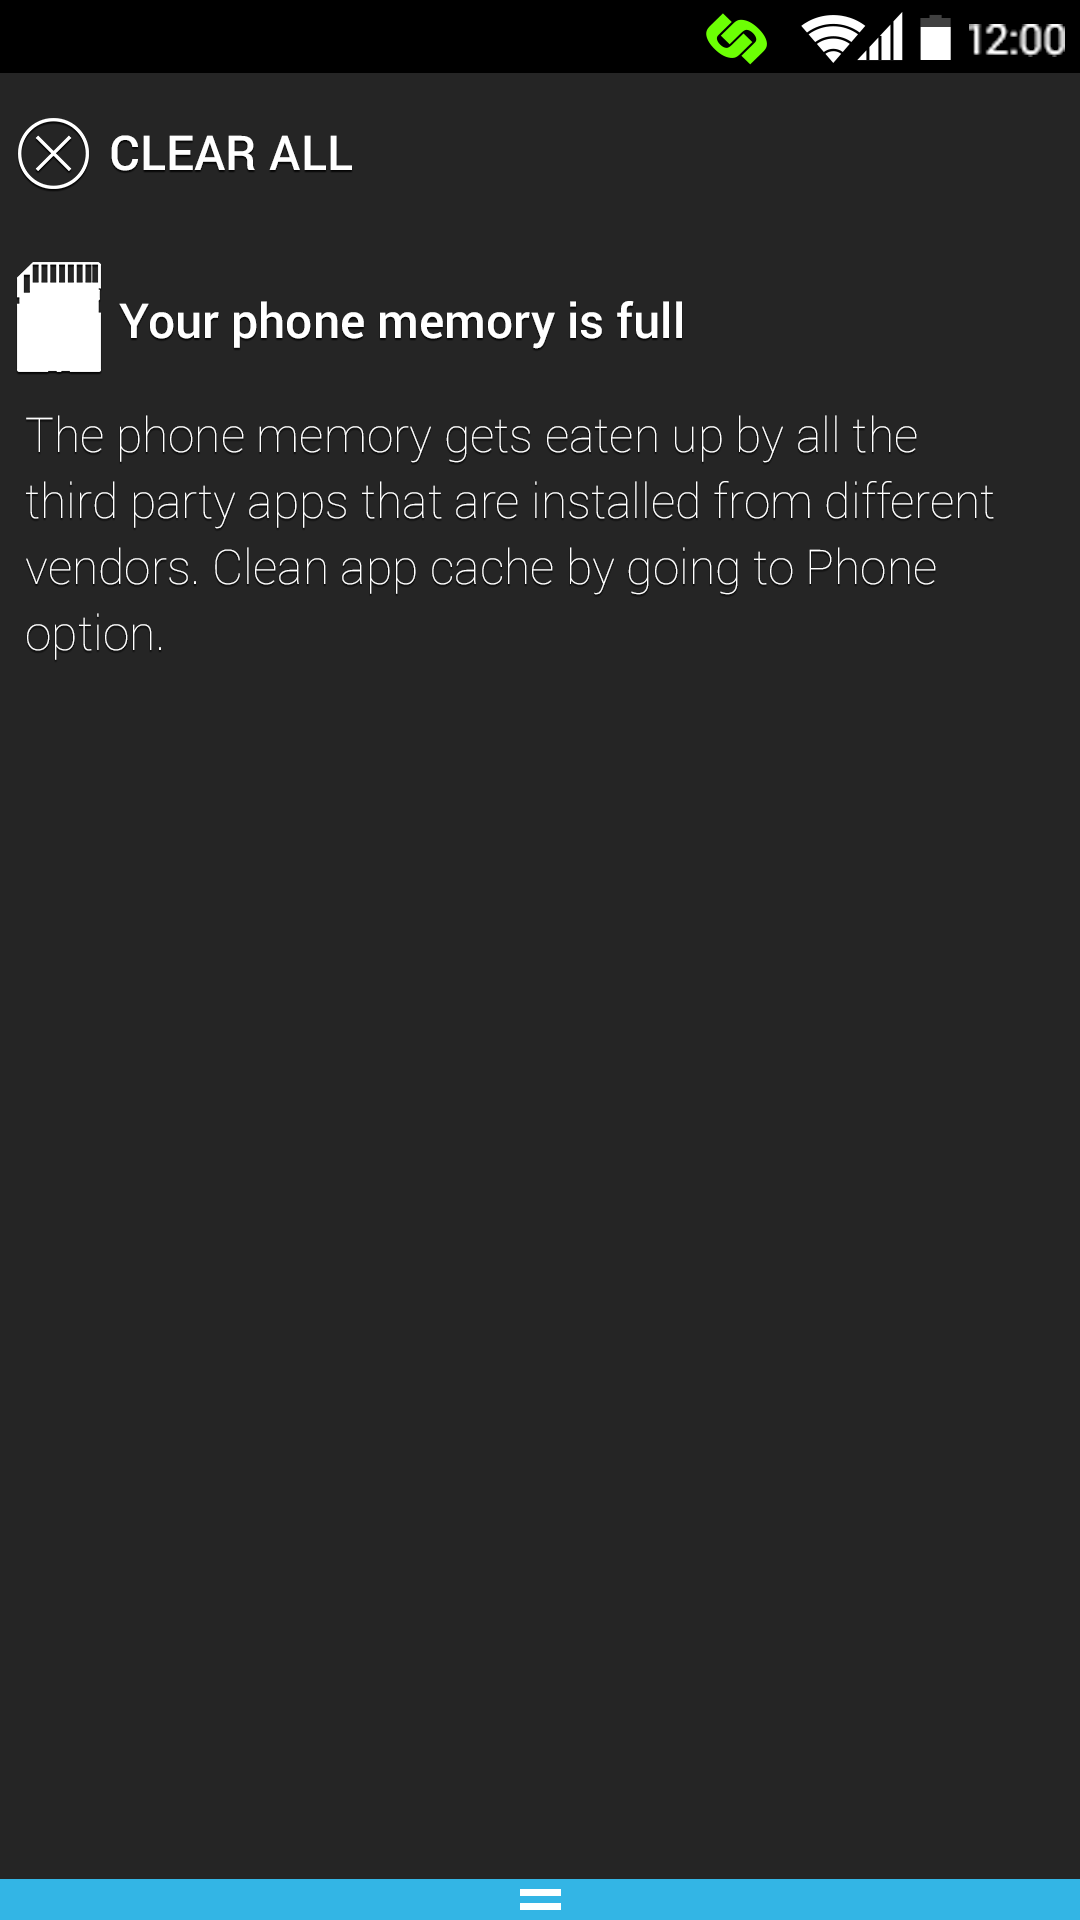 12:00
CLEAR ALL
Your phone memory is full
The phone memory gets eaten up by all the
third party apps that are installed from different
vendors. Clean app cache by going to Phone
option.